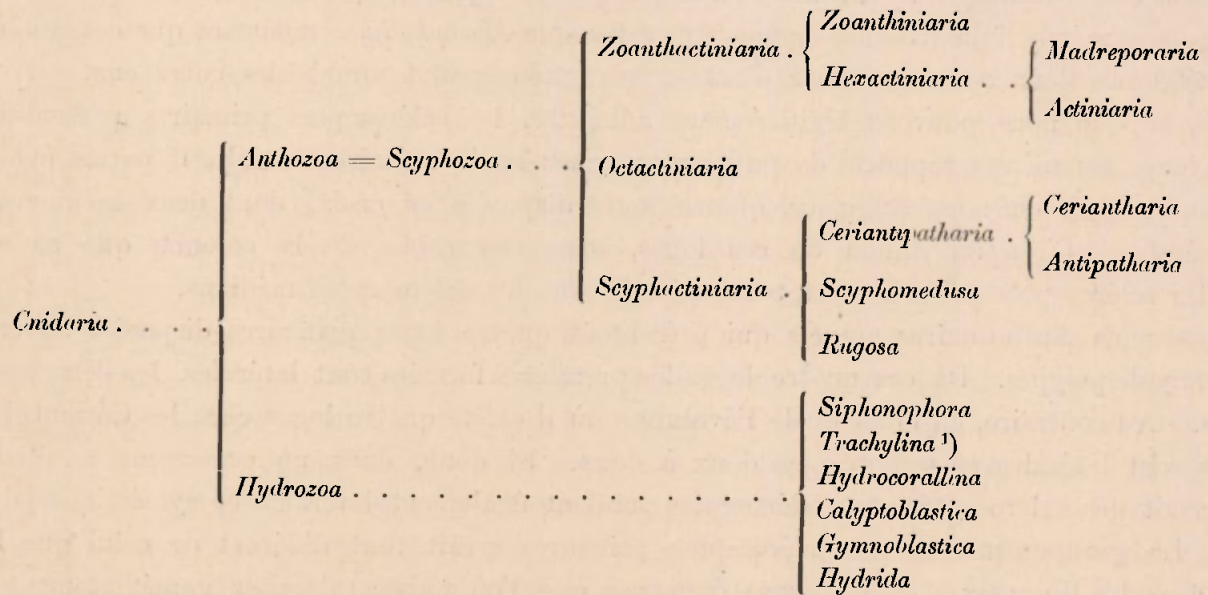 Zoanthiniaria
Zoanthactiniaria .
Madreporaria
Hexactiniaria . .
Actiniaria
Anthozoa = Scyphozoa .
Octactiniaria
Ceriantharia
Ceriantipatharia .
Antipatharia
Scyphactiniaria .
Scyphomedusa
Cnidaria .
Rugosa
Siphonophora
Trachylina ¹)
Hydrocorallina
Hydrozoa . . . . . . . . . . . . .
Calyptoblastica
Gymnoblastica
Hydrida